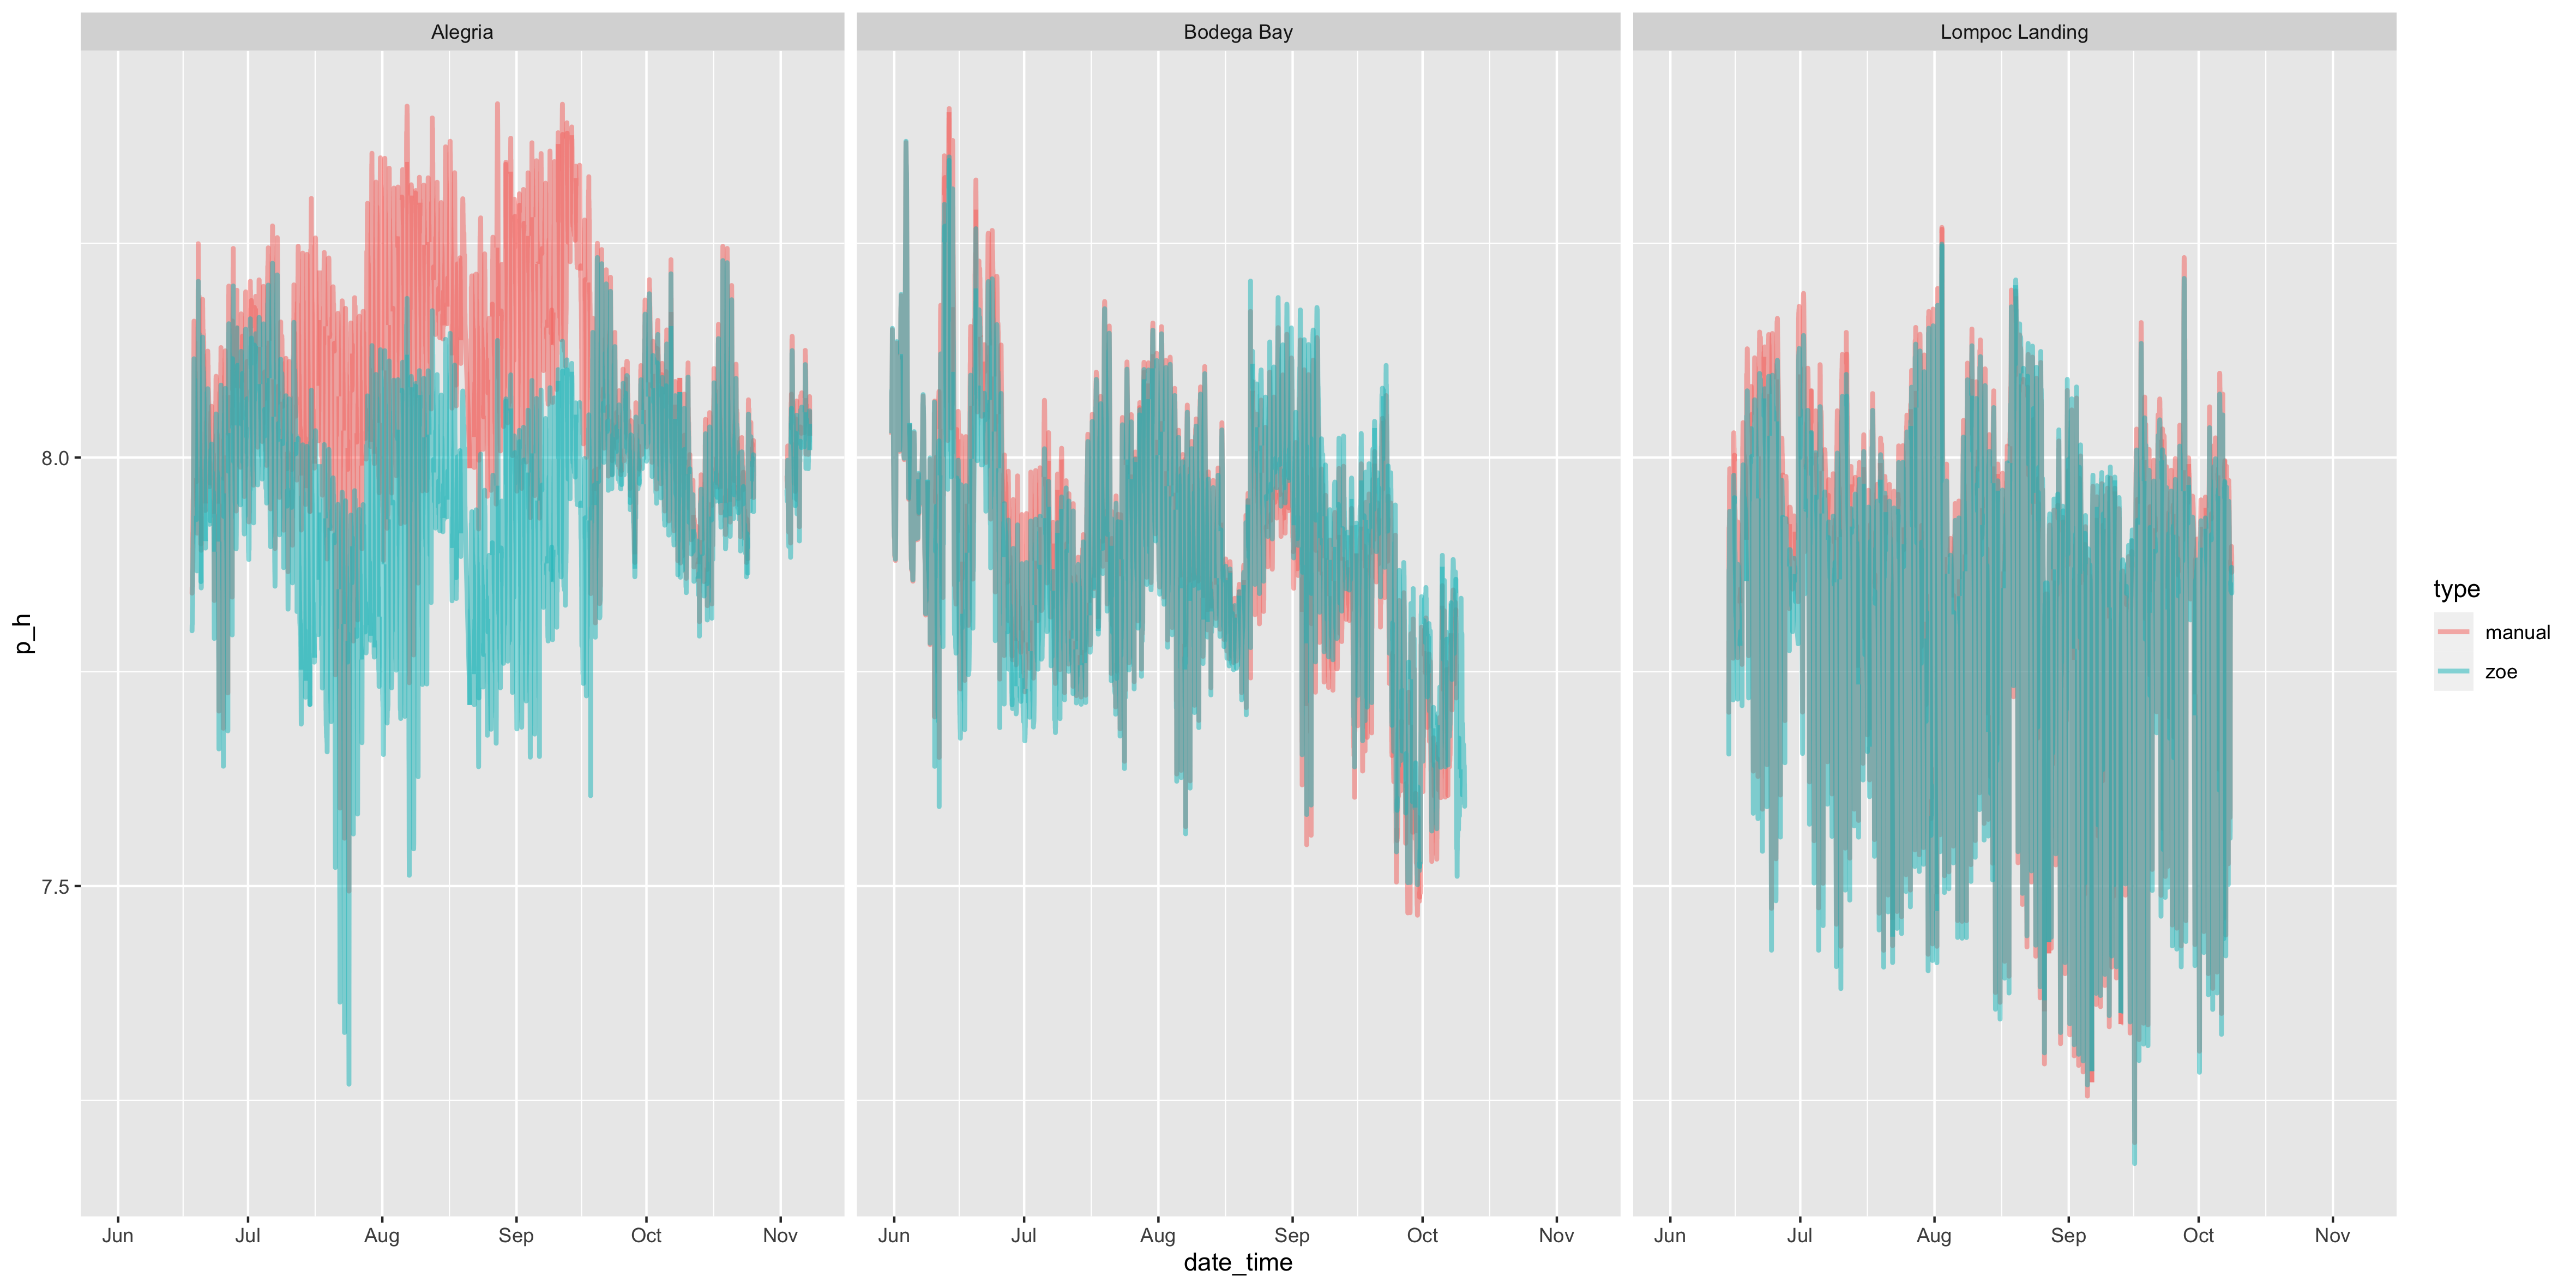 Alegria
Bodega Bay
Lompoc Landing
p_h
8.0
7.5
Jun Jul Aug Sep Oct Nov
Jun Jul Aug Sep Oct Nov
Jun Jul Aug Sep Oct Nov
date_time
type
manual
zoe